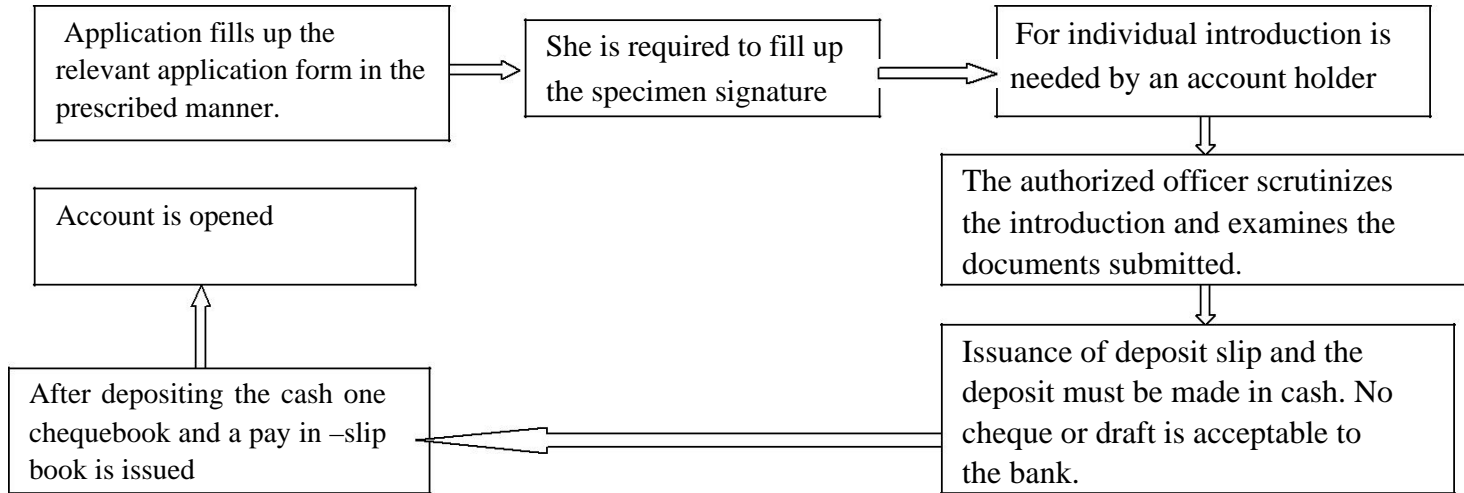 Application fills up the
relevant application form in the
prescribed manner.
She is required to fill up
the specimen signature
For individual introduction is
needed by an account holder
The authorized officer scrutinizes
the introduction and examines the
documents submitted.
Issuance of deposit slip and the
deposit must be made in cash. No
cheque or draft is acceptable to
the bank.
After depositing the cash one
chequebook and a pay in –slip
book is issued
Account is opened